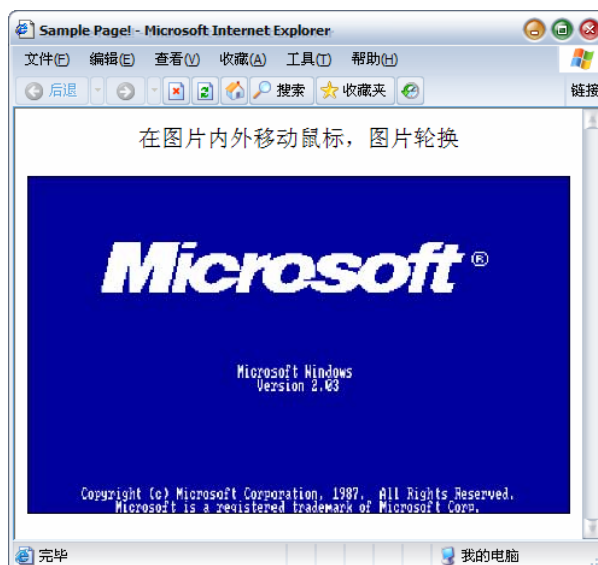 Sample Page! - Microsoft Internet Explorer
文件(F) 编辑(E) 查看(V) 收藏(A) 工具(T) 帮助(H)
后退 搜索 收藏夹 链接
在图片内外移动鼠标，图片轮换
Microsoft®
Microsoft Windows
Version 2.03
Copyright (c) Microsoft Corporation, 1987. All Rights Reserved.
Microsoft is a registered trademark of Microsoft Corp.
完毕 我的电脑